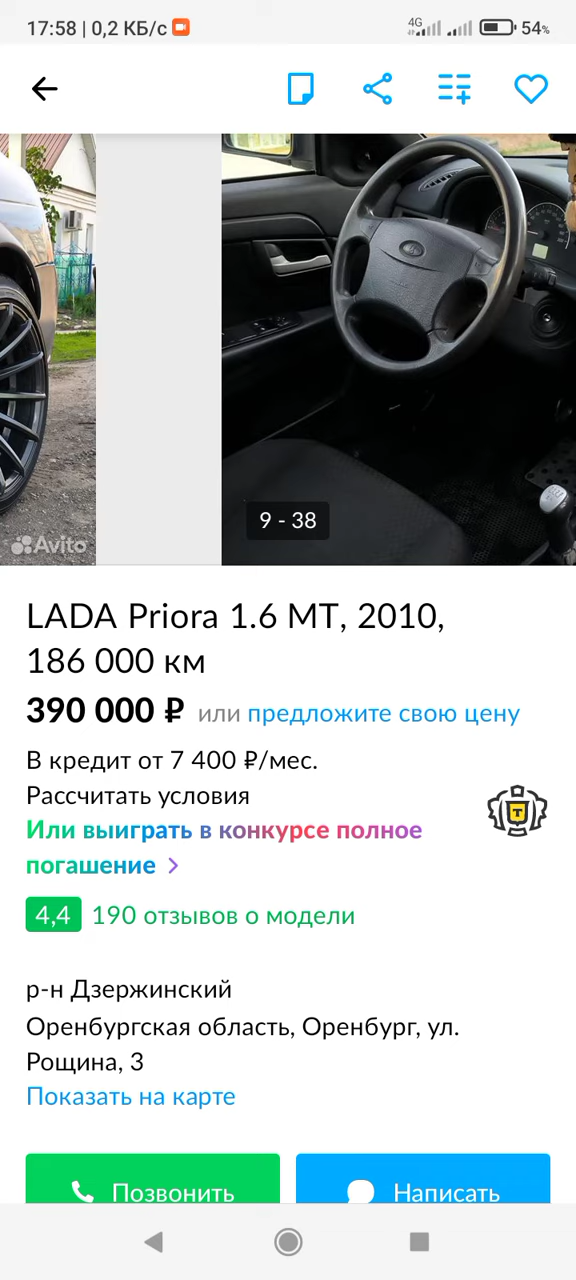 17:58 | 0,2 КБ/с 4G 54%
Avito
9 - 38
LADA Priora 1.6 MT, 2010,
186 000 км
390 000 ₽ или предложите свою цену
В кредит от 7 400 ₽/мес.
Рассчитать условия
Или выиграть в конкурсе полное
погашение
Т
4,4 190 отзывов о модели
р-н Дзержинский
Оренбургская область, Оренбург, ул.
Рощина, 3
Показать на карте
Позвонить Написать